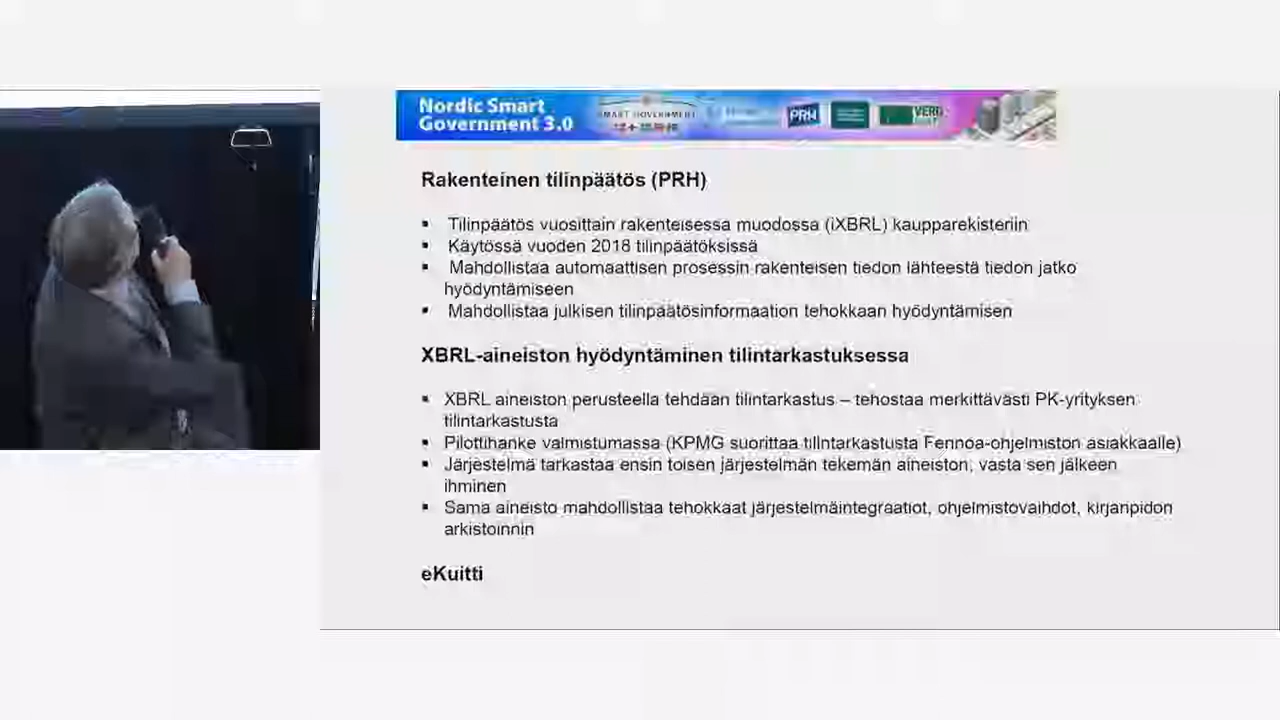 Nordic Smart
Government 3.0
SMART GOVERNMENT
PRH
VERO
Rakenteinen tilinpäätös (PRH)
▪ Tilinpäätös vuosittain rakenteisessa muodossa (iXBRL) kaupparekisteriin
▪ Käytössä vuoden 2018 tilinpäätöksissä
▪ Mahdollistaa automaattisen prosessin rakenteisen tiedon lähteestä tiedon jatko
hyödyntämiseen
▪ Mahdollistaa julkisen tilinpäätösinformaation tehokkaan hyödyntämisen
XBRL-aineiston hyödyntäminen tilintarkastuksessa
▪ XBRL aineiston perusteella tehdään tilintarkastus – tehostaa merkittävästi PK-yrityksen
tilintarkastusta
▪ Pilottihanke valmistumassa (KPMG suorittaa tilintarkastusta Fennoa-ohjelmiston asiakkaalle)
▪ Järjestelmä tarkastaa ensin toisen järjestelmän tekemän aineiston, vasta sen jälkeen
ihminen
▪ Sama aineisto mahdollistaa tehokkaat järjestelmäintegraatiot, ohjelmistovaihdot, kirjanpidon
arkistoinnin
eKuitti